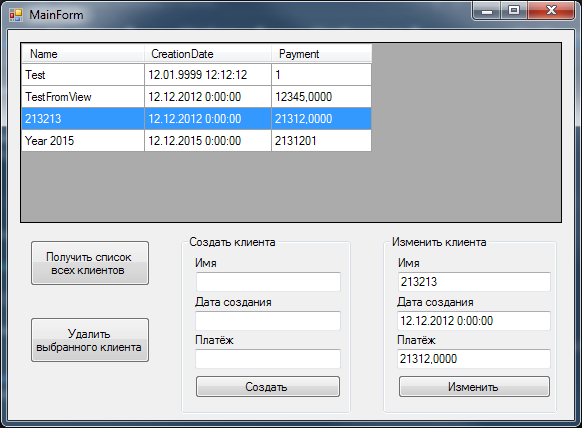 MainForm
Name CreationDate Payment
Test 12.01.9999 12:12:12 1
TestFromView 12.12.2012 0:00:00 12345,0000
213213 12.12.2012 0:00:00 21312,0000
Year 2015 12.12.2015 0:00:00 2131201
Получить список
всех клиентов
Удалить
выбранного клиента
Создать клиента
Имя
Дата создания
Платёж
Создать
Изменить клиента
Имя
213213
Дата создания
12.12.2012 0:00:00
Платёж
21312,0000
Изменить